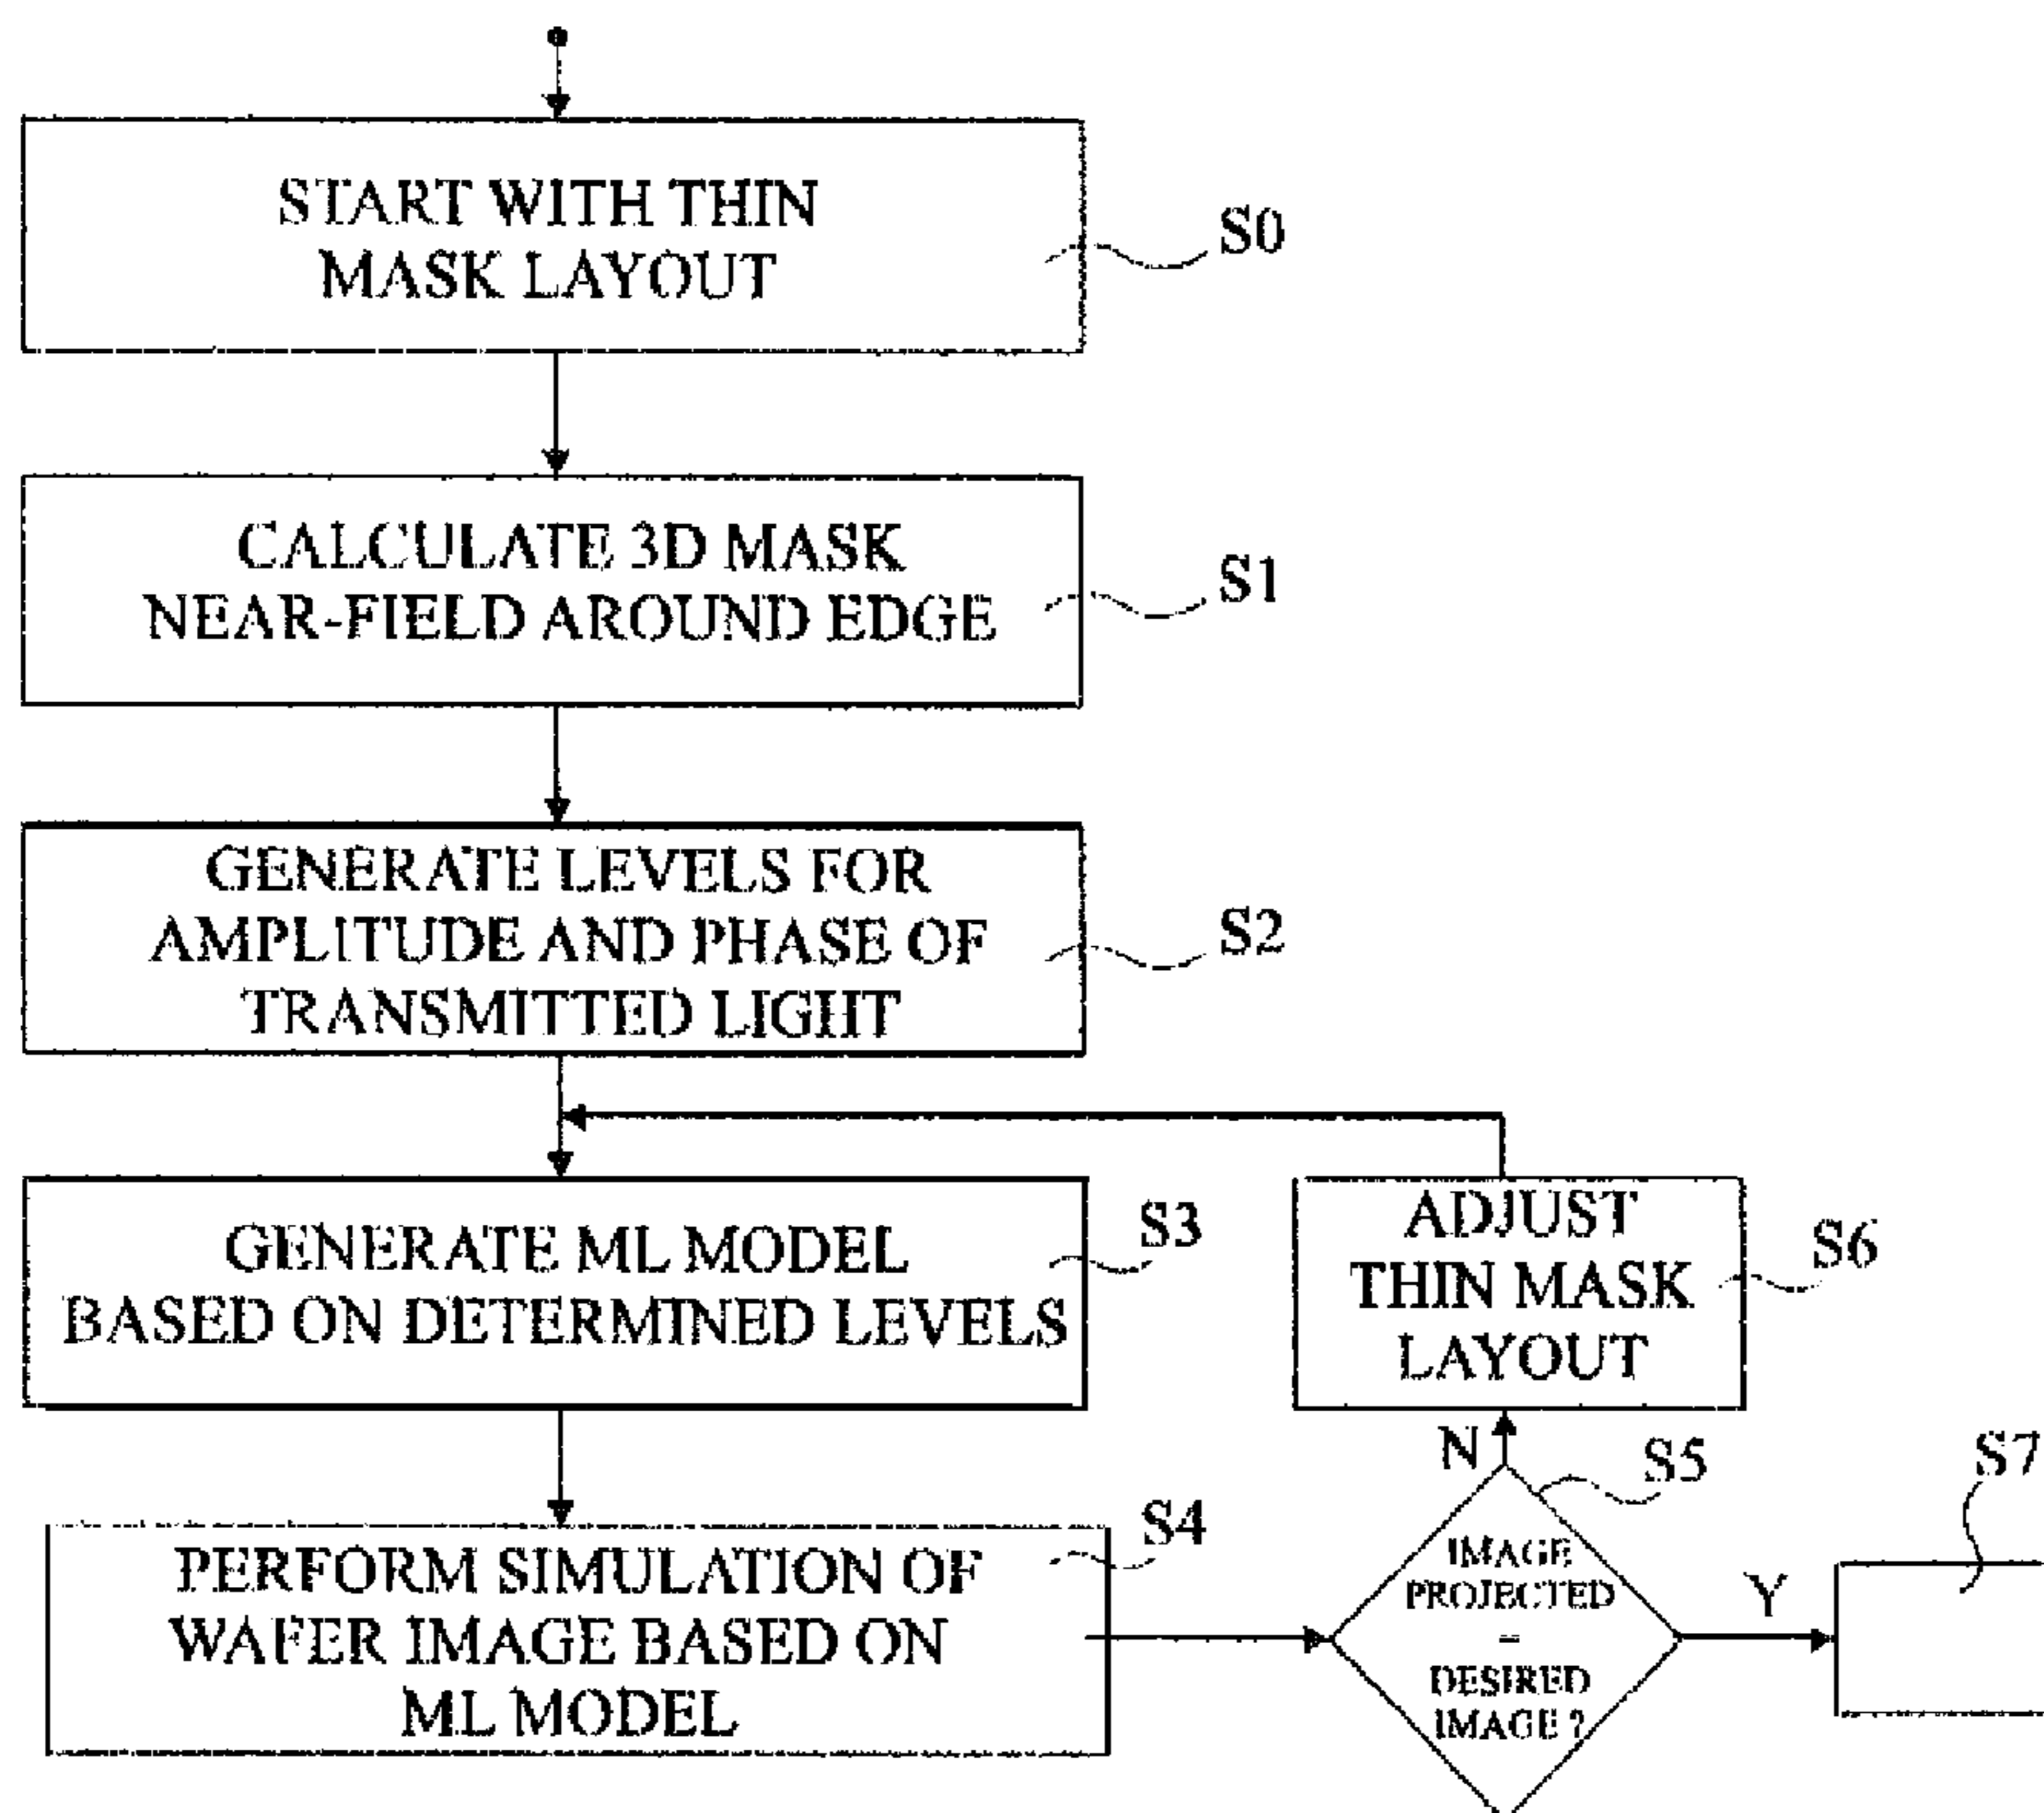 START WITH THIN
MASK LAYOUT
S0
CALCULATE 3D MASK
NEAR-FIELD AROUND EDGE
S1
GENERATE LEVELS FOR
AMPLITUDE AND PHASE OF
TRANSMITTED LIGHT
S2
GENERATE ML MODEL
BASED ON DETERMINED LEVELS
S3
ADJUST
THIN MASK
LAYOUT
S6
PERFORM SIMULATION OF
WAFER IMAGE BASED ON
ML MODEL
S4
N
S5
IMAGE
PROJECTED
=
DESIRED
IMAGE ?
Y
S7